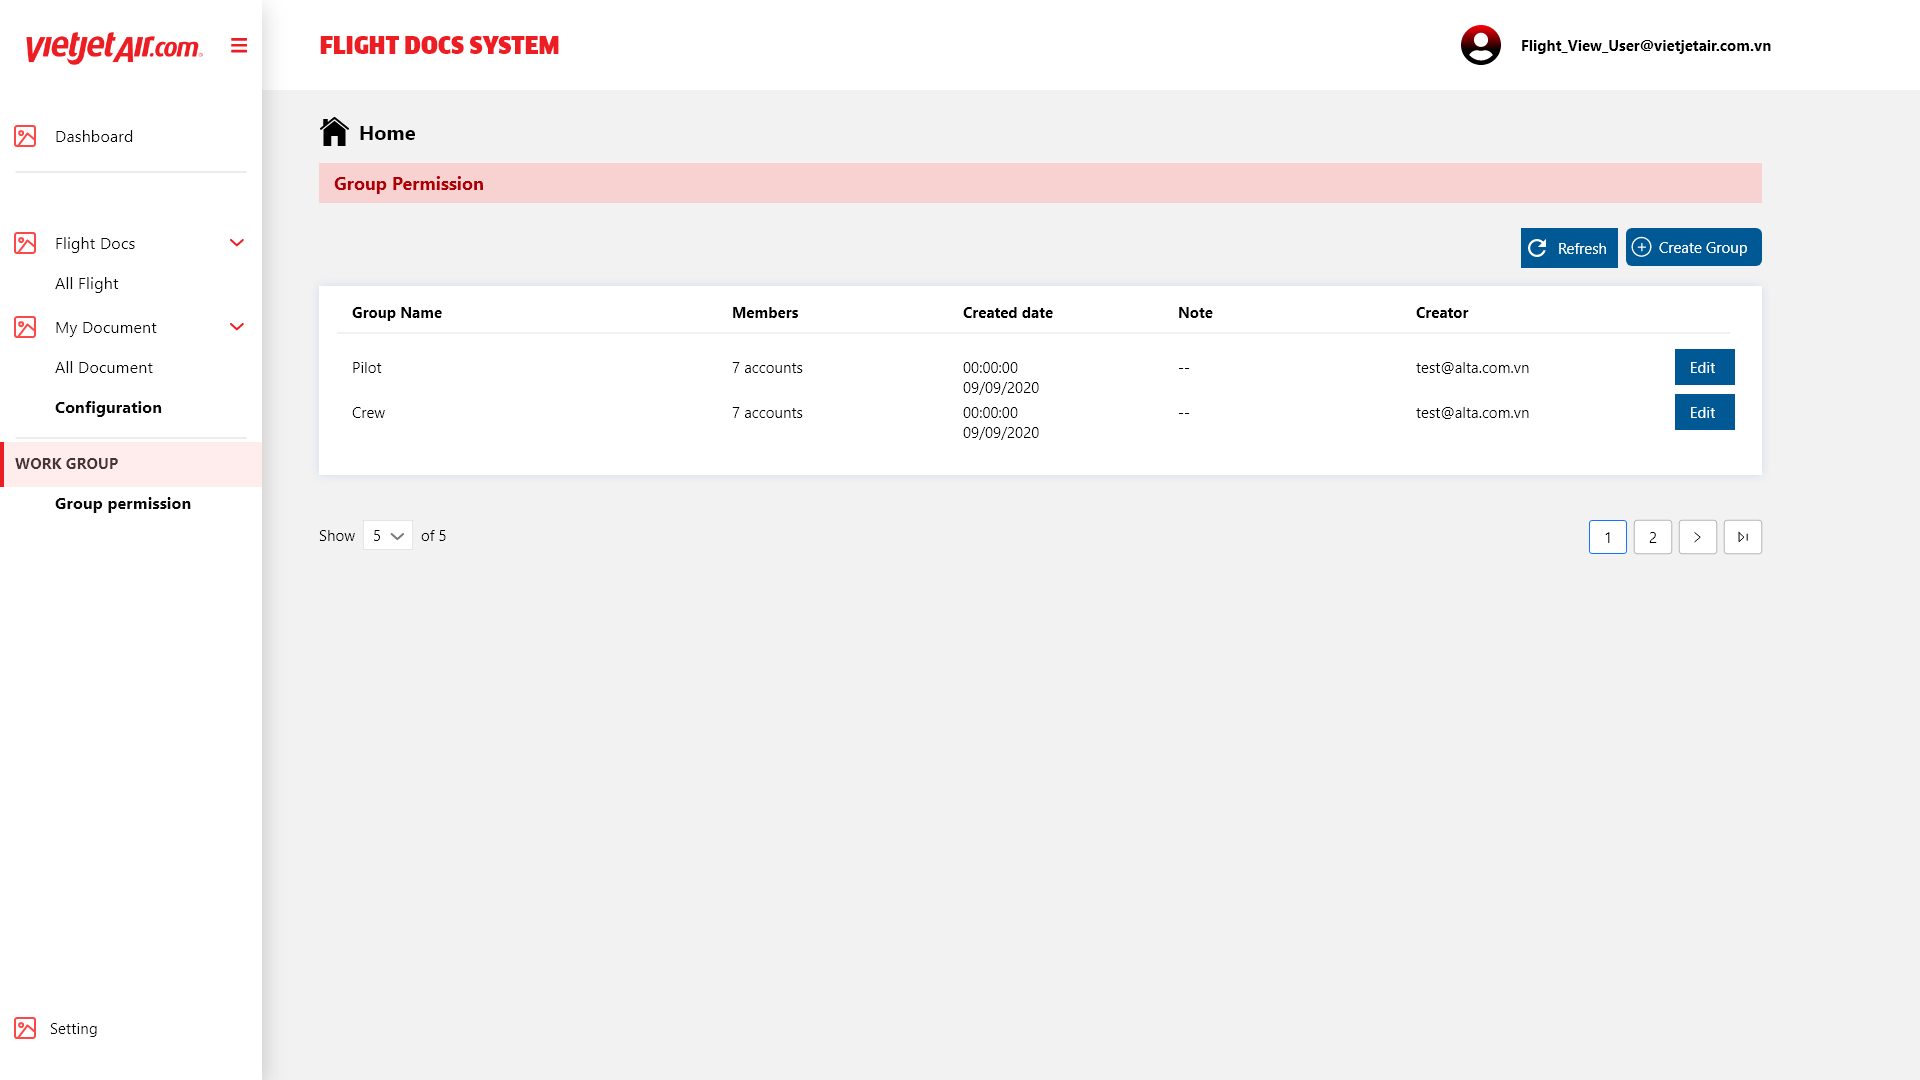 vietjetAir.com
FLIGHT DOCS SYSTEM
Flight_View_User@vietjetair.com.vn
Dashboard
Flight Docs
All Flight
My Document
All Document
Configuration
WORK GROUP
Group permission
Setting
Home
Group Permission
Refresh
Create Group
Group Name Members Created date Note Creator
Pilot 7 accounts 00:00:00 -- test@alta.com.vn Edit
09/09/2020
Crew 7 accounts 00:00:00 -- test@alta.com.vn Edit
09/09/2020
Show 5 of 5
1 2